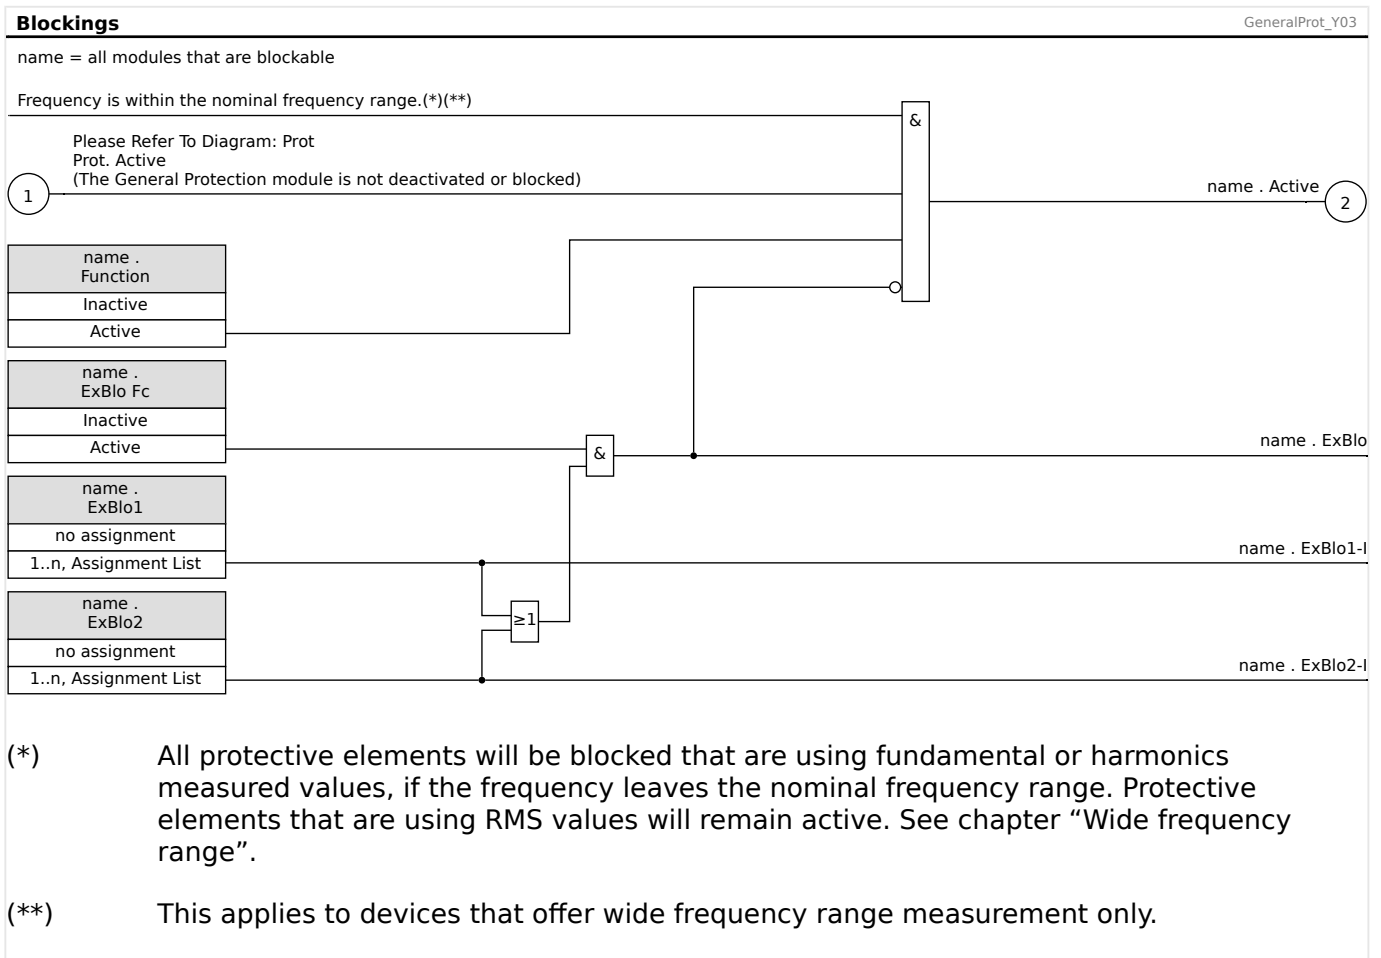 Blockings
GeneralProt_Y03
name = all modules that are blockable
Frequency is within the nominal frequency range.(*)(**)
&
Please Refer To Diagram: Prot
Prot. Active
(The General Protection module is not deactivated or blocked)
1
name . Active
2
name .
Function
Inactive
Active
name .
ExBlo Fc
Inactive
Active
&
name . ExBlo
name .
ExBlo1
no assignment
1..n, Assignment List
name . ExBlo1-I
name .
ExBlo2
no assignment
1..n, Assignment List
≥1
name . ExBlo2-I
(*) All protective elements will be blocked that are using fundamental or harmonics
measured values, if the frequency leaves the nominal frequency range. Protective
elements that are using RMS values will remain active. See chapter “Wide frequency
range”.
(**) This applies to devices that offer wide frequency range measurement only.